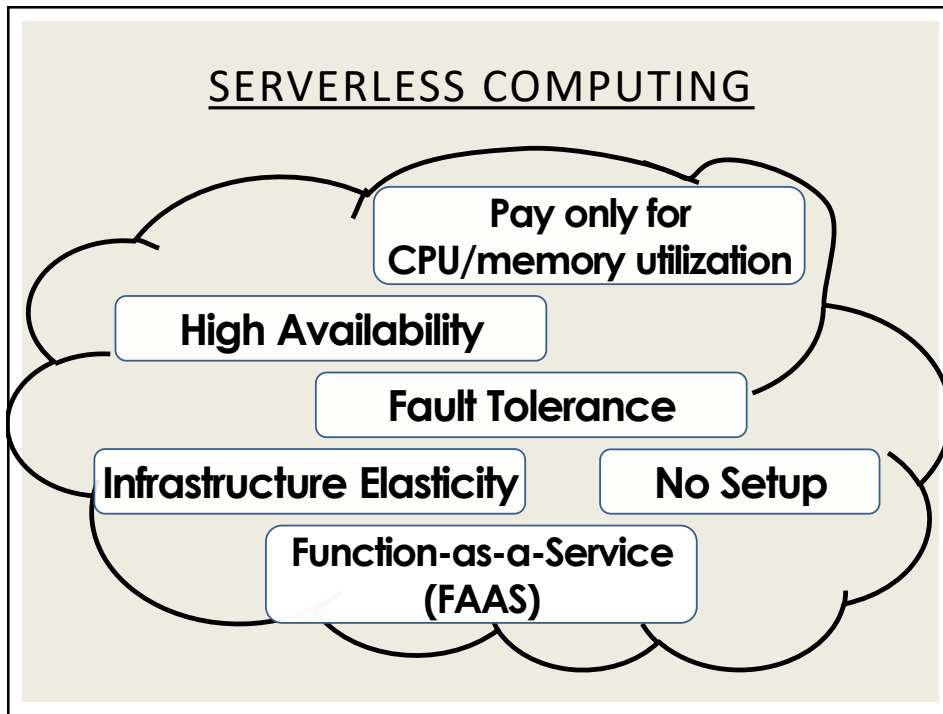 SERVERLESS COMPUTING
Pay only for
CPU/memory utilization
High Availability
Fault Tolerance
Infrastructure Elasticity
No Setup
Function-as-a-Service
(FAAS)